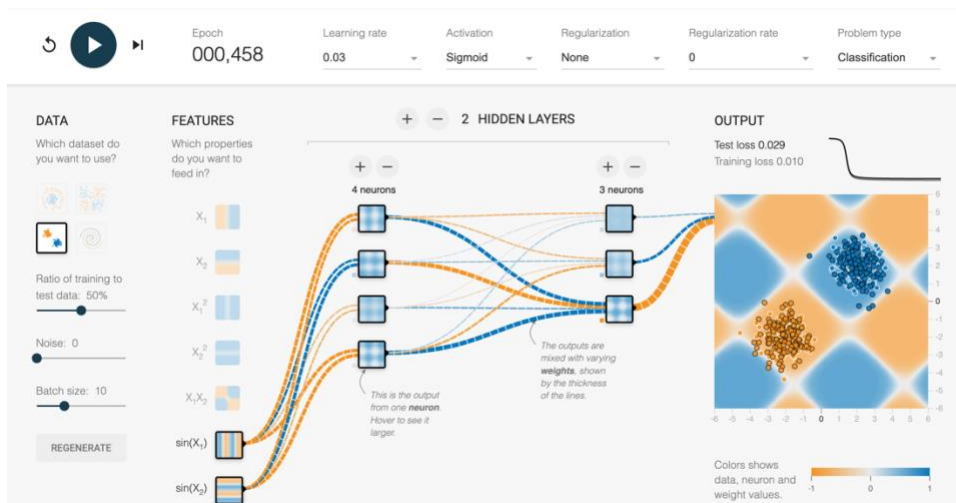 Epoch
000,458
Learning rate
0.03
Activation
Sigmoid
Regularization
None
Regularization rate
0
Problem type
Classification
DATA
Which dataset do
you want to use?
Ratio of training to
test data: 50%
Noise: 0
Batch size: 10
REGENERATE
FEATURES
Which properties
do you want to
feed in?
X₁
X₂
X₁²
X₂²
X₁X₂
sin(X₁)
sin(X₂)
+ − 2 HIDDEN LAYERS
+ −
4 neurons
+ −
3 neurons
This is the output
from one neuron.
Hover to see it
larger.
The outputs are
mixed with varying
weights, shown
by the thickness
of the lines.
OUTPUT
Test loss 0.029
Training loss 0.010
6
5
4
3
2
1
0
-1
-2
-3
-4
-5
-6
-6 -5 -4 -3 -2 -1 0 1 2 3 4 5 6
Colors shows
data, neuron and
weight values.
-1 0 1